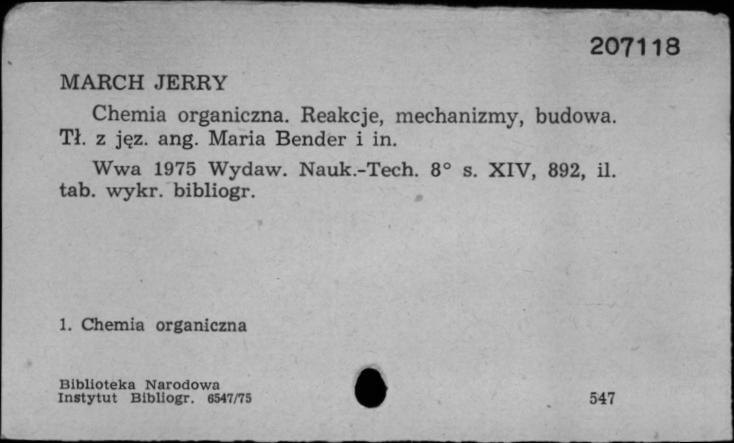 207118
MARCH JERRY
Chemia organiczna. Reakcje, mechanizmy, budowa.
Tł. z jęz. ang. Maria Bender i in.
Wwa 1975 Wydaw. Nauk.-Tech. 8° s. XIV, 892, il.
tab. wykr. bibliogr.
1. Chemia organiczna
Biblioteka Narodowa
Instytut Bibliogr. 6547/75
547